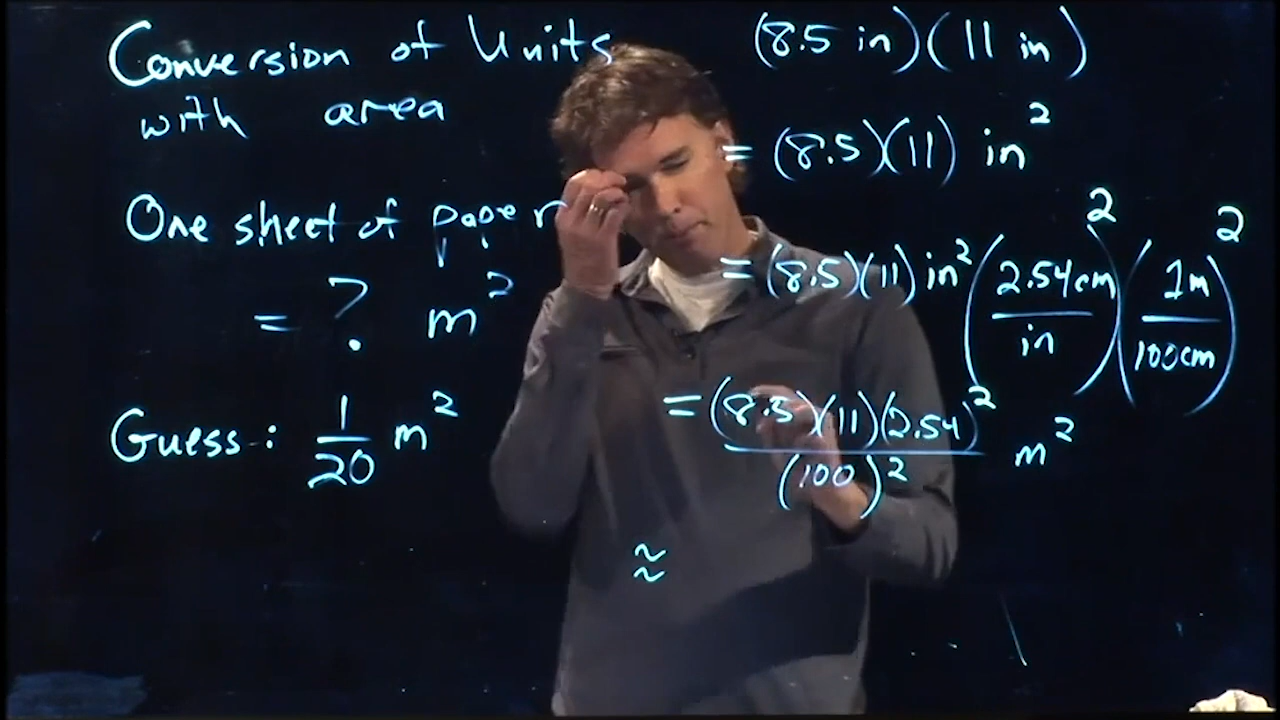 Conversion of Units
with area
One sheet of paper
= ? m²
Guess: 1/20 m²
(8.5 in)(11 in)
= (8.5)(11) in²
= (8.5)(11) in² (2.54cm/in)² (1m/100cm)²
= (8.5)(11)(2.54)²/(100)² m²
≈